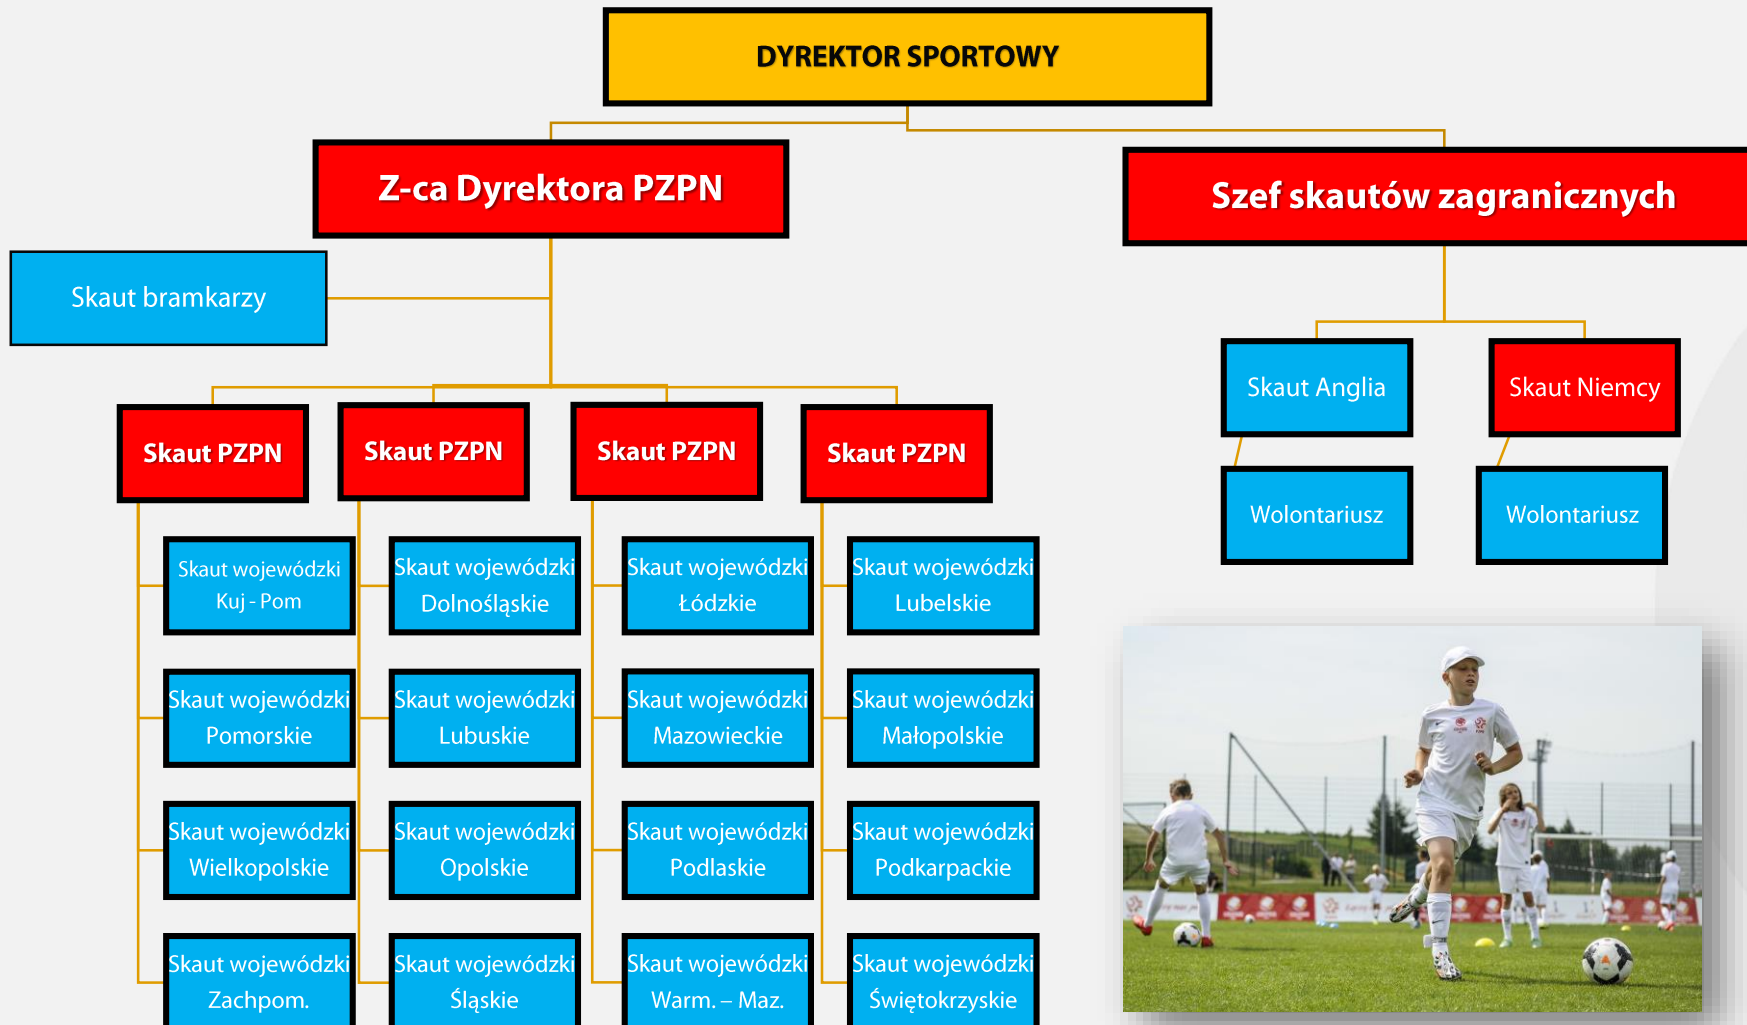 DYREKTOR SPORTOWY
Z-ca Dyrektora PZPN
Szef skautów zagranicznych
Skaut bramkarzy
Skaut Anglia
Skaut Niemcy
Skaut PZPN
Skaut PZPN
Skaut PZPN
Skaut PZPN
Wolontariusz
Wolontariusz
Skaut wojewódzki
Kuj - Pom
Skaut wojewódzki
Dolnośląskie
Skaut wojewódzki
Łódzkie
Skaut wojewódzki
Lubelskie
Skaut wojewódzki
Pomorskie
Skaut wojewódzki
Lubuskie
Skaut wojewódzki
Mazowieckie
Skaut wojewódzki
Małopolskie
Skaut wojewódzki
Wielkopolskie
Skaut wojewódzki
Opolskie
Skaut wojewódzki
Podlaskie
Skaut wojewódzki
Podkarpackie
Skaut wojewódzki
Zachpom.
Skaut wojewódzki
Śląskie
Skaut wojewódzki
Warm. – Maz.
Skaut wojewódzki
Świętokrzyskie